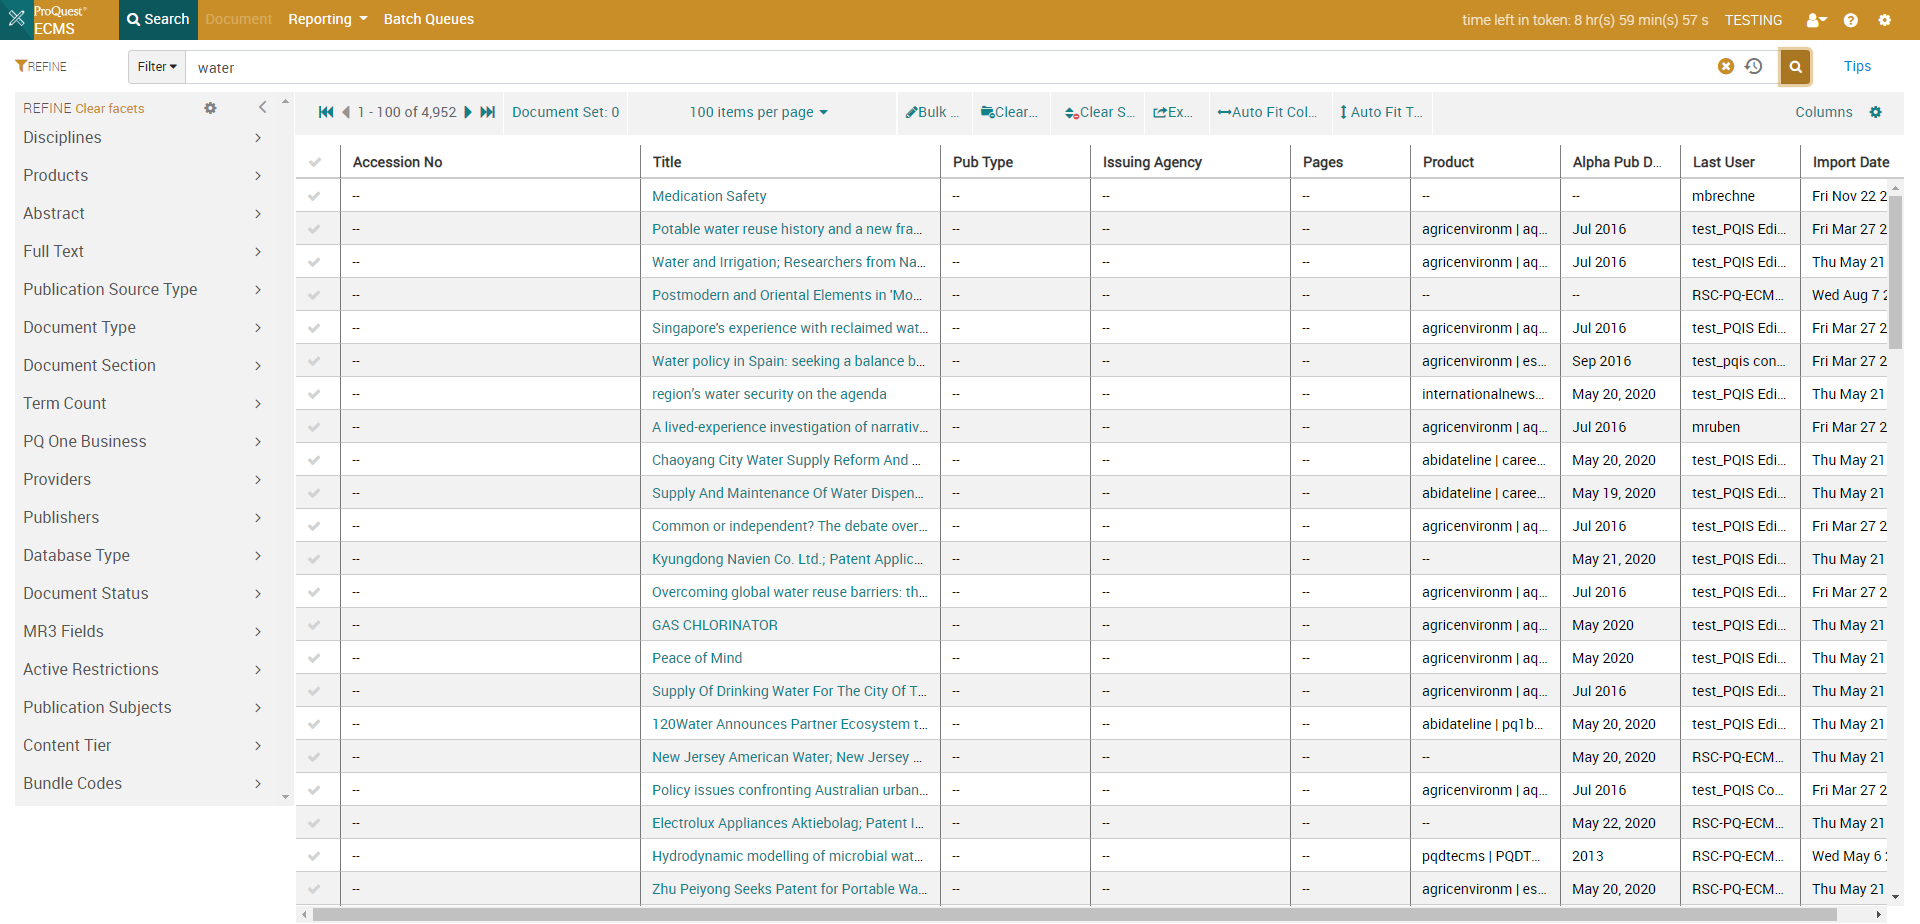 ProQuest® ECMS Search Document Reporting Batch Queues time left in token: 8 hr(s) 59 min(s) 57 s TESTING
REFINE Filter water Tips
REFINE Clear facets
Disciplines
Products
Abstract
Full Text
Publication Source Type
Document Type
Document Section
Term Count
PQ One Business
Providers
Publishers
Database Type
Document Status
MR3 Fields
Active Restrictions
Publication Subjects
Content Tier
Bundle Codes
1 - 100 of 4,952 Document Set: 0 100 items per page Bulk ... Clear... Clear S... Ex... Auto Fit Col... Auto Fit T... Columns
Accession No Title Pub Type Issuing Agency Pages Product Alpha Pub D... Last User Import Date
-- Medication Safety -- -- -- -- -- mbrechne Fri Nov 22 2
-- Potable water reuse history and a new fra... -- -- -- agricenvironm | aq... Jul 2016 test_PQIS Edi... Fri Mar 27 2
-- Water and Irrigation; Researchers from Na... -- -- -- agricenvironm | aq... Jul 2016 test_PQIS Edi... Thu May 21
-- Postmodern and Oriental Elements in 'Mo... -- -- -- -- -- RSC-PQ-ECM... Wed Aug 7 2
-- Singapore's experience with reclaimed wat... -- -- -- agricenvironm | aq... Jul 2016 test_PQIS Edi... Fri Mar 27 2
-- Water policy in Spain: seeking a balance b... -- -- -- agricenvironm | es... Sep 2016 test_pqis con... Fri Mar 27 2
-- region's water security on the agenda -- -- -- internationalnews... May 20, 2020 test_PQIS Edi... Thu May 21
-- A lived-experience investigation of narrativ... -- -- -- agricenvironm | aq... Jul 2016 mruben Fri Mar 27 2
-- Chaoyang City Water Supply Reform And ... -- -- -- abidateline | caree... May 20, 2020 test_PQIS Edi... Thu May 21
-- Supply And Maintenance Of Water Dispen... -- -- -- abidateline | caree... May 19, 2020 test_PQIS Edi... Thu May 21
-- Common or independent? The debate over... -- -- -- agricenvironm | aq... Jul 2016 test_PQIS Edi... Fri Mar 27 2
-- Kyungdong Navien Co. Ltd.; Patent Applic... -- -- -- -- May 21, 2020 test_PQIS Edi... Thu May 21
-- Overcoming global water reuse barriers: th... -- -- -- agricenvironm | aq... Jul 2016 test_PQIS Edi... Fri Mar 27 2
-- GAS CHLORINATOR -- -- -- agricenvironm | aq... May 2020 test_PQIS Edi... Thu May 21
-- Peace of Mind -- -- -- agricenvironm | aq... May 2020 test_PQIS Edi... Thu May 21
-- Supply Of Drinking Water For The City Of T... -- -- -- agricenvironm | aq... Jul 2016 test_PQIS Edi... Thu May 21
-- 120Water Announces Partner Ecosystem t... -- -- -- abidateline | pq1b... May 20, 2020 test_PQIS Edi... Thu May 21
-- New Jersey American Water; New Jersey ... -- -- -- -- May 20, 2020 RSC-PQ-ECM... Thu May 21
-- Policy issues confronting Australian urban... -- -- -- agricenvironm | aq... Jul 2016 test_PQIS Co... Fri Mar 27 2
-- Electrolux Appliances Aktiebolag; Patent I... -- -- -- -- May 22, 2020 RSC-PQ-ECM... Thu May 21
-- Hydrodynamic modelling of microbial wat... -- -- -- pqdtecms | PQDT... 2013 RSC-PQ-ECM... Wed May 6
-- Zhu Peiyong Seeks Patent for Portable Wa... -- -- -- agricenvironm | es... May 20, 2020 RSC-PQ-ECM... Thu May 21